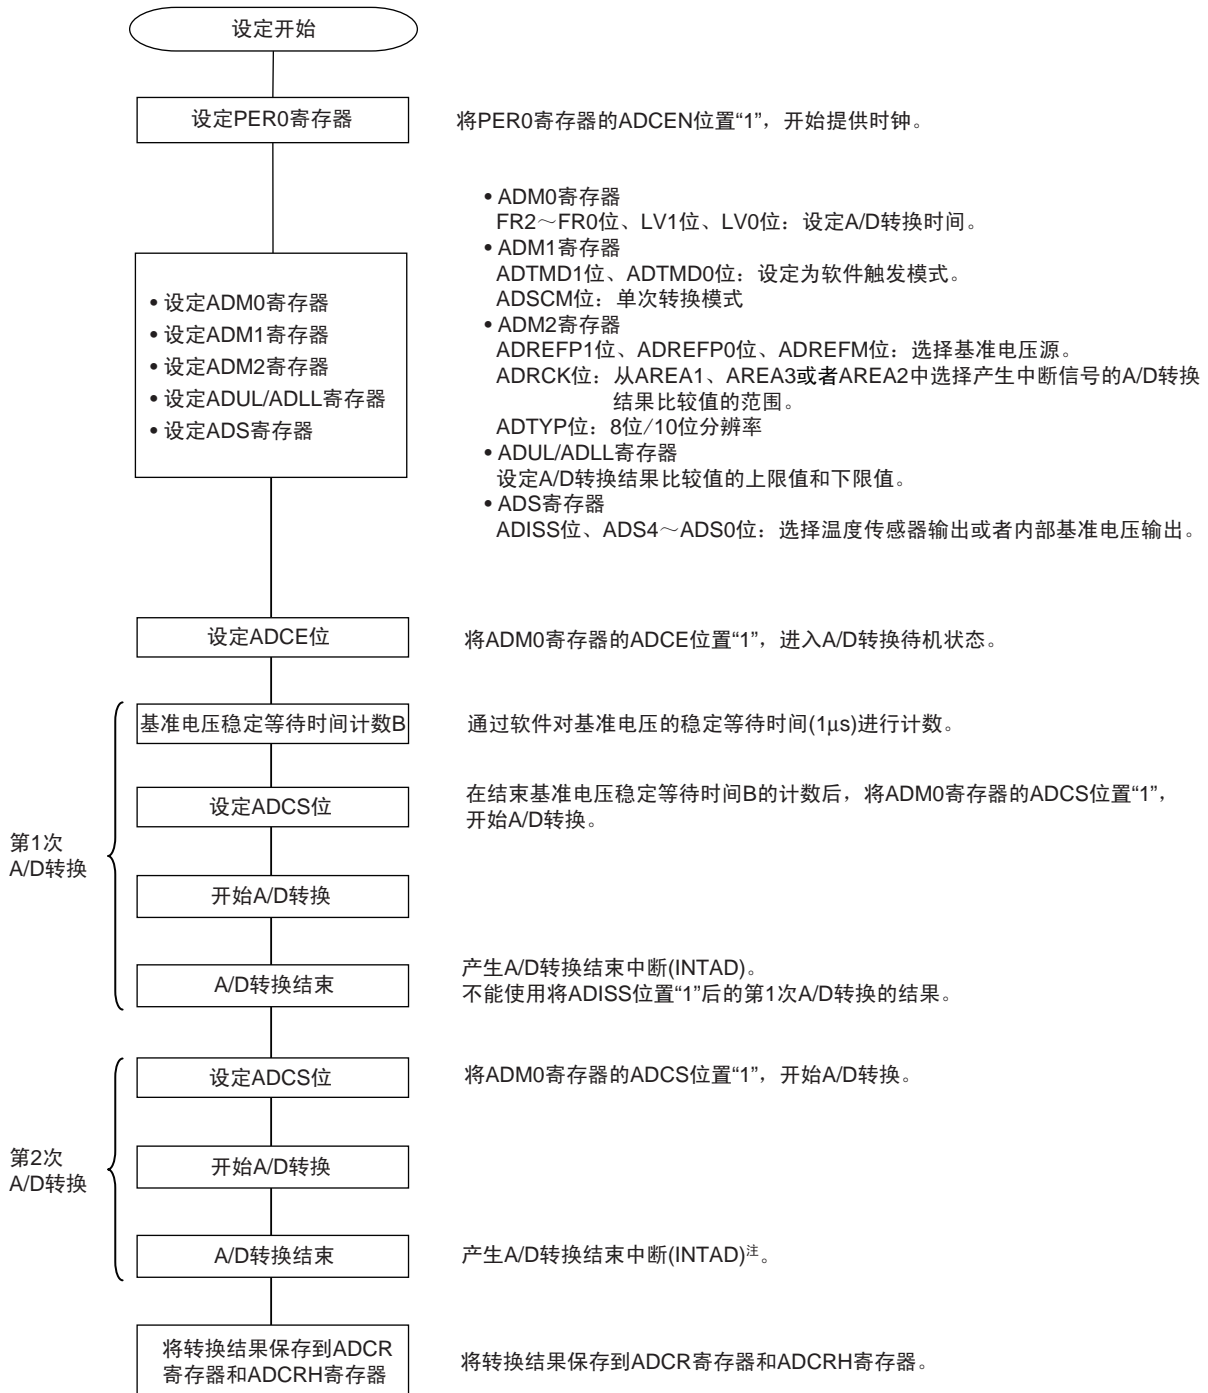 设定开始
设定PER0寄存器
将PER0寄存器的ADCEN位置“1”，开始提供时钟。
• 设定ADM0寄存器
• 设定ADM1寄存器
• 设定ADM2寄存器
• 设定ADUL/ADLL寄存器
• 设定ADS寄存器
• ADM0寄存器
FR2～FR0位、LV1位、LV0位：设定A/D转换时间。
• ADM1寄存器
ADTMD1位、ADTMD0位：设定为软件触发模式。
ADSCM位：单次转换模式
• ADM2寄存器
ADREFP1位、ADREFP0位、ADREFM位：选择基准电压源。
ADRCK位：从AREA1、AREA3或者AREA2中选择产生中断信号的A/D转换
结果比较值的范围。
ADTYP位：8位/10位分辨率
• ADUL/ADLL寄存器
设定A/D转换结果比较值的上限值和下限值。
• ADS寄存器
ADISS位、ADS4～ADS0位：选择温度传感器输出或者内部基准电压输出。
设定ADCE位
将ADM0寄存器的ADCE位置“1”，进入A/D转换待机状态。
第1次
A/D转换
基准电压稳定等待时间计数B
通过软件对基准电压的稳定等待时间(1μs)进行计数。
设定ADCS位
在结束基准电压稳定等待时间B的计数后，将ADM0寄存器的ADCS位置“1”，
开始A/D转换。
开始A/D转换
A/D转换结束
产生A/D转换结束中断(INTAD)。
不能使用将ADISS位置“1”后的第1次A/D转换的结果。
第2次
A/D转换
设定ADCS位
将ADM0寄存器的ADCS位置“1”，开始A/D转换。
开始A/D转换
A/D转换结束
产生A/D转换结束中断(INTAD)注。
将转换结果保存到ADCR
寄存器和ADCRH寄存器
将转换结果保存到ADCR寄存器和ADCRH寄存器。